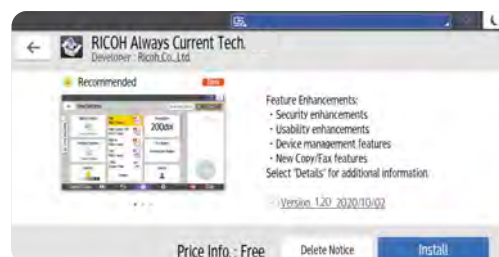 RICOH Always Current Tech.
Developer : Ricoh.Co.,Ltd.
Recommended
Feature Enhancements:
・Security enhancements
・Usability enhancements
・Device management features
・New Copy/Fax features
Select 'Details' for additional information.
Version 1.20 2020/10/02
200dpi
Price Info. : Free
Delete Notice
Install